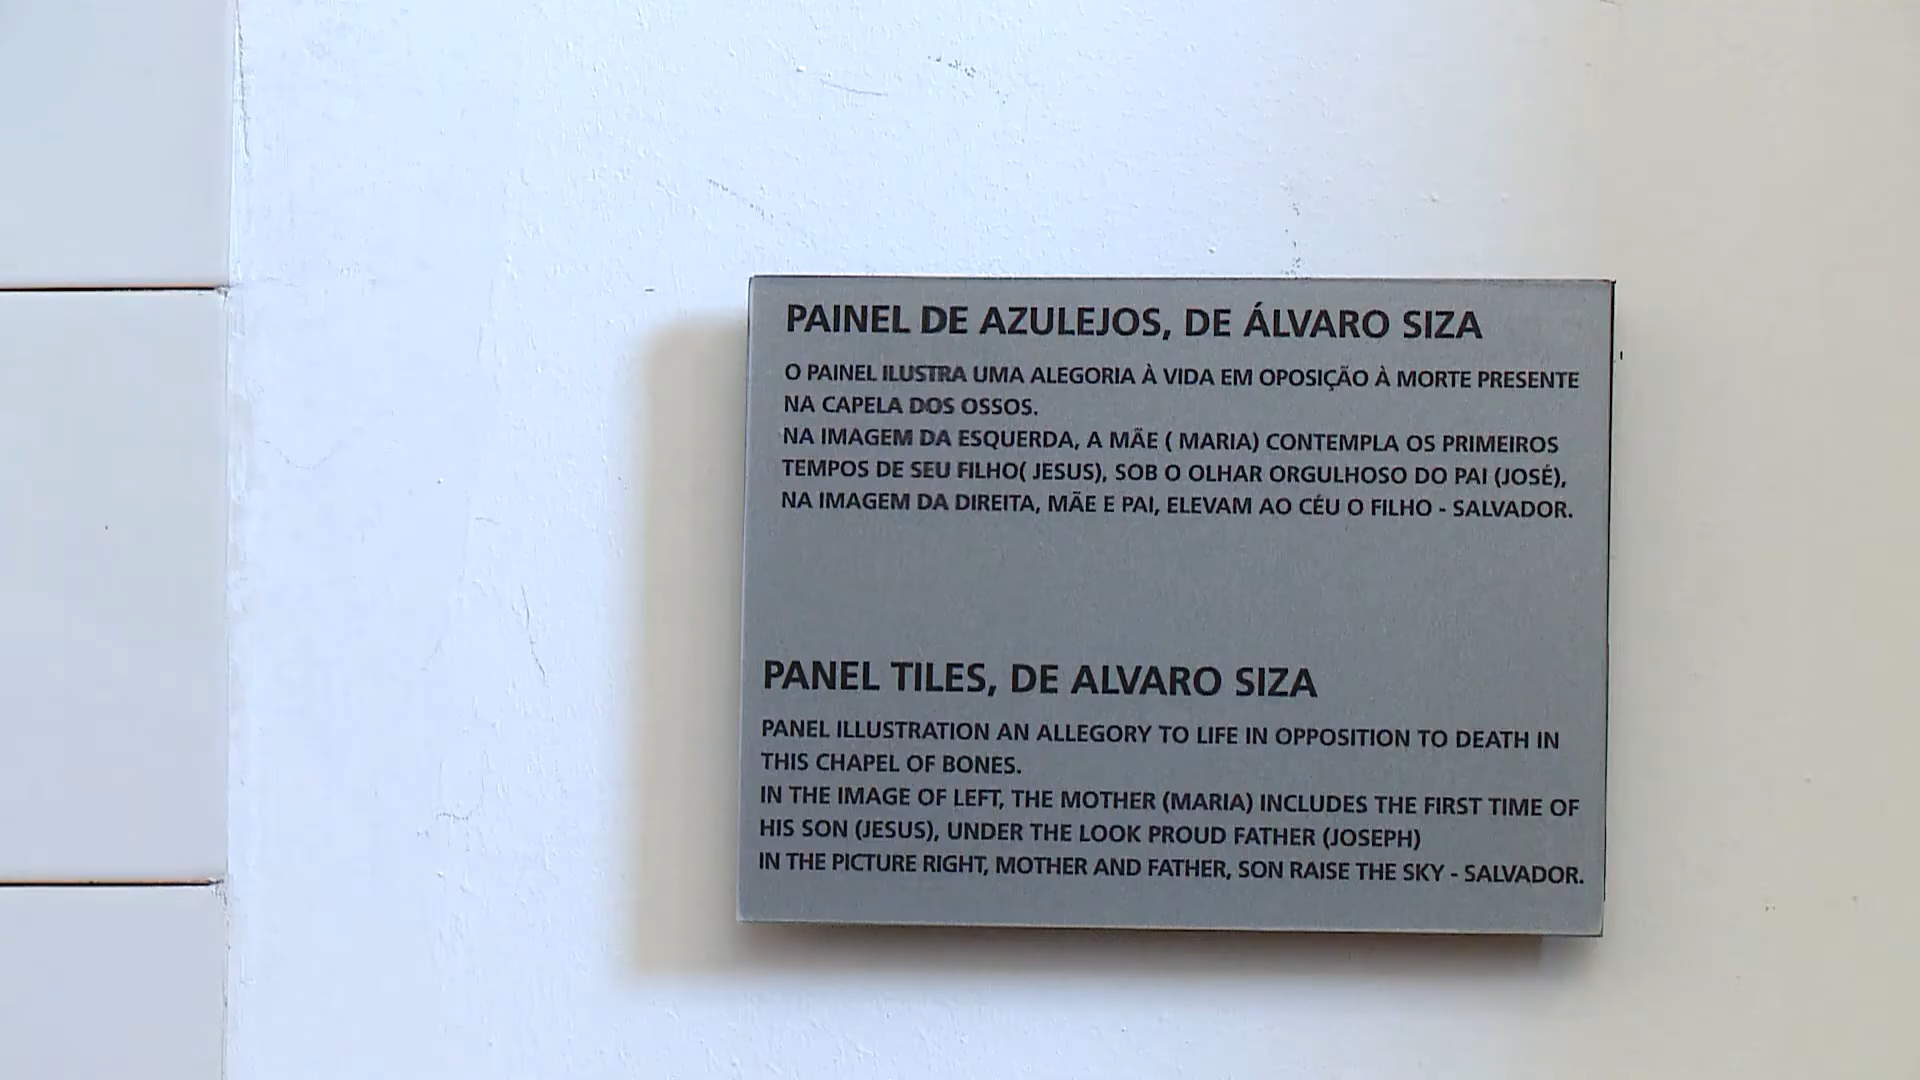 PAINEL DE AZULEJOS, DE ÁLVARO SIZA
O PAINEL ILUSTRA UMA ALEGORIA À VIDA EM OPOSIÇÃO À MORTE PRESENTE
NA CAPELA DOS OSSOS.
NA IMAGEM DA ESQUERDA, A MÃE ( MARIA) CONTEMPLA OS PRIMEIROS
TEMPOS DE SEU FILHO( JESUS), SOB O OLHAR ORGULHOSO DO PAI (JOSÉ),
NA IMAGEM DA DIREITA, MÃE E PAI, ELEVAM AO CÉU O FILHO - SALVADOR.
PANEL TILES, DE ALVARO SIZA
PANEL ILLUSTRATION AN ALLEGORY TO LIFE IN OPPOSITION TO DEATH IN
THIS CHAPEL OF BONES.
IN THE IMAGE OF LEFT, THE MOTHER (MARIA) INCLUDES THE FIRST TIME OF
HIS SON (JESUS), UNDER THE LOOK PROUD FATHER (JOSEPH)
IN THE PICTURE RIGHT, MOTHER AND FATHER, SON RAISE THE SKY - SALVADOR.